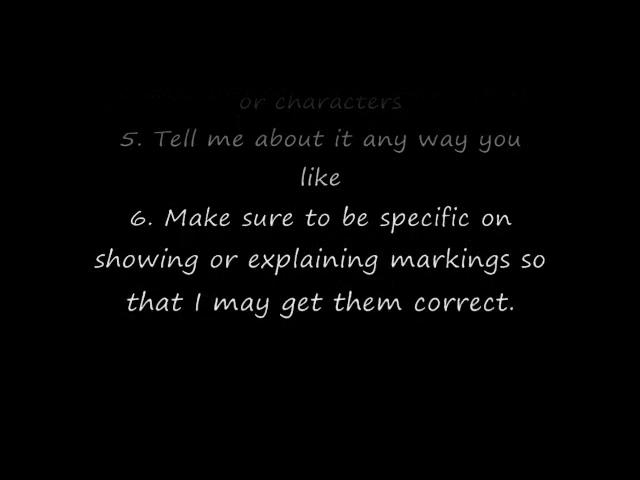 or characters
5. Tell me about it any way you
like
6. Make sure to be specific on
showing or explaining markings so
that I may get them correct.